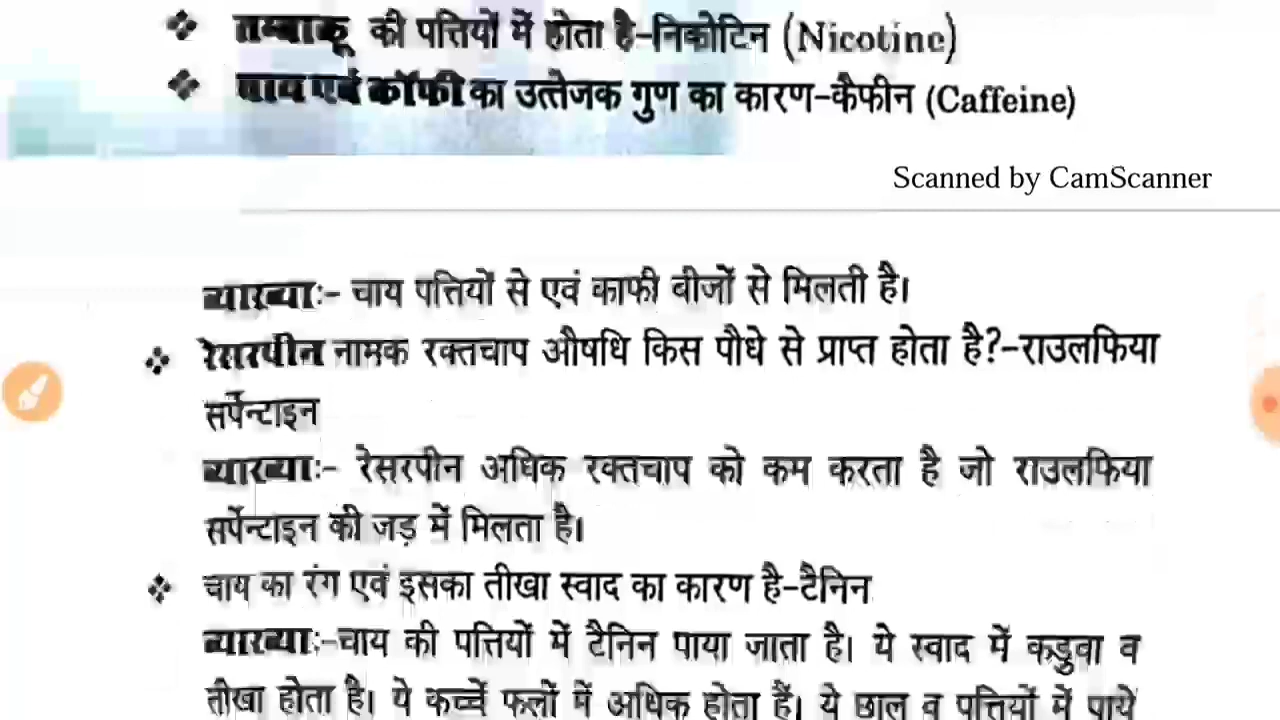 ❖ तम्बाकू की पत्तियों में होता है-निकोटिन (Nicotine)
❖ चाय एवं कॉफी का उत्तेजक गुण का कारण-कैफीन (Caffeine)
Scanned by CamScanner
व्याख्या:- चाय पत्तियों से एवं काफी बीजों से मिलती है।
❖ रेसरपीन नामक रक्तचाप औषधि किस पौधे से प्राप्त होता है?-राउलफिया
सर्पेन्टाइन
व्याख्या:- रेसरपीन अधिक रक्तचाप को कम करता है जो राउलफिया
सर्पेन्टाइन की जड़ में मिलता है।
❖ चाय का रंग एवं इसका तीखा स्वाद का कारण है-टैनिन
व्याख्या:-चाय की पत्तियों में टैनिन पाया जाता है। ये स्वाद में कड़ुवा व
तीखा होता है। ये कच्चें फलों में अधिक होता हैं। ये छाल व पत्तियों में पाये